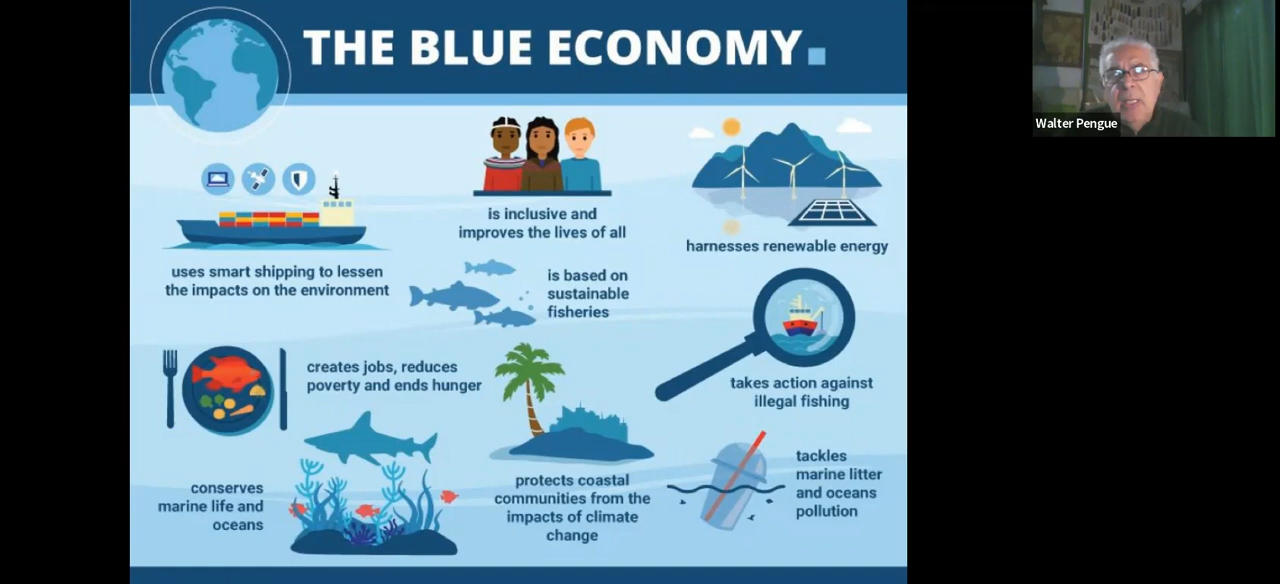 THE BLUE ECONOMY.
Walter Pengue
is inclusive and
improves the lives of all
harnesses renewable energy
uses smart shipping to lessen
the impacts on the environment
is based on
sustainable
fisheries
creates jobs, reduces
poverty and ends hunger
takes action against
illegal fishing
conserves
marine life and
oceans
protects coastal
communities from the
impacts of climate
change
tackles
marine litter
and oceans
pollution